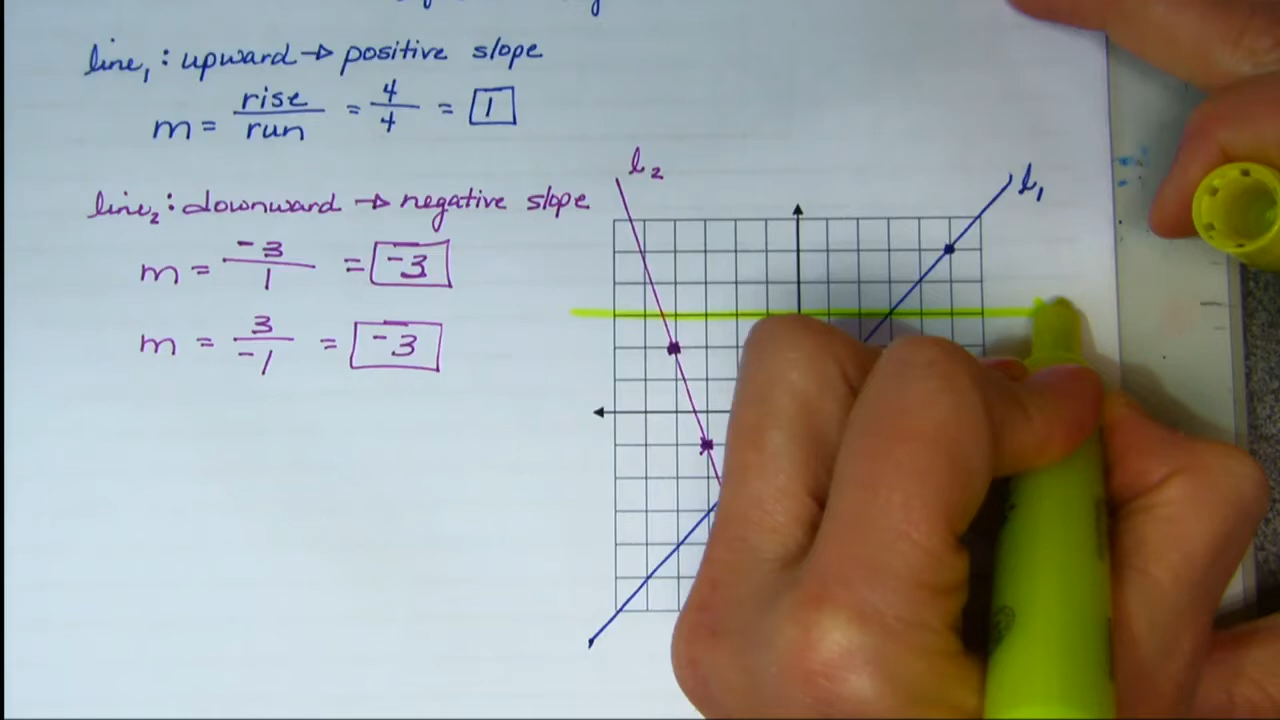 line₁ : upward → positive slope
m = rise/run = 4/4 = 1
line₂ : downward → negative slope
m = -3/1 = -3
m = 3/-1 = -3
l₂
l₁